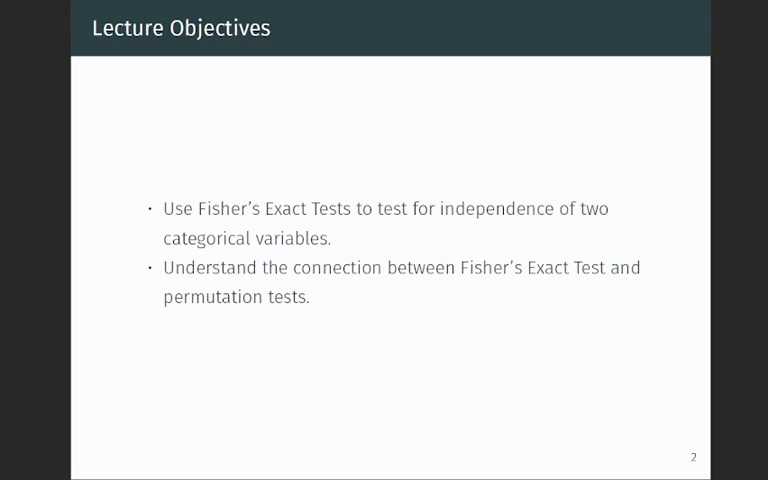 Lecture Objectives
• Use Fisher’s Exact Tests to test for independence of two
categorical variables.
• Understand the connection between Fisher’s Exact Test and
permutation tests.
2